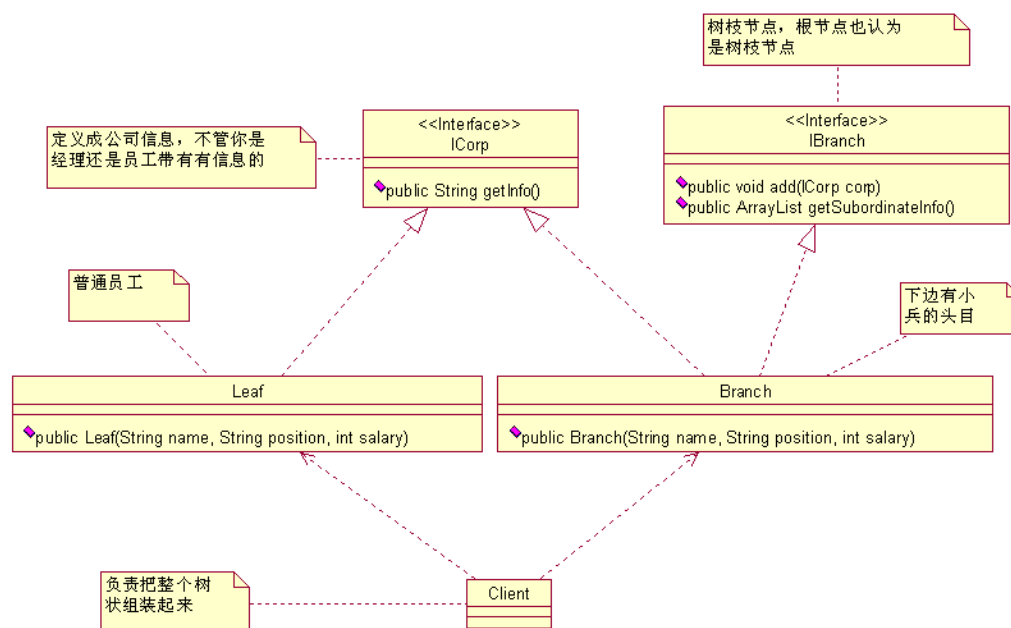 树枝节点，根节点也认为
是树枝节点
<<Interface>>
ICorp
public String getInfo()
<<Interface>>
IBranch
public void add(ICorp corp)
public ArrayList getSubordinateInfo()
定义成公司信息，不管你是
经理还是员工带有有信息的
普通员工
下边有小
兵的头目
Leaf
public Leaf(String name, String position, int salary)
Branch
public Branch(String name, String position, int salary)
负责把整个树
状组装起来
Client